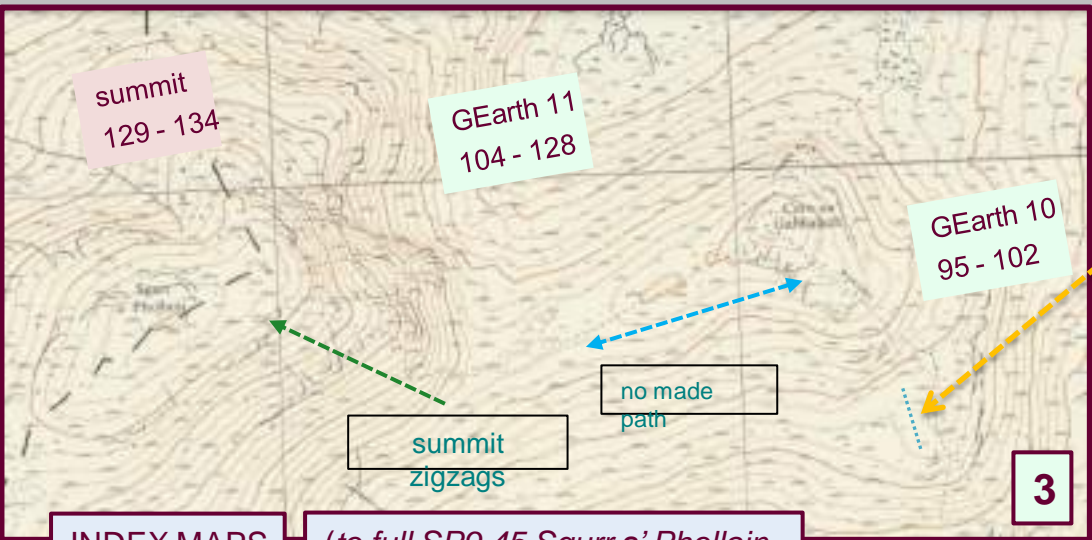 summit
129 - 134
GEarth 11
104 - 128
GEarth 10
95 - 102
no made
path
summit
zigzags
3
INDEX MAPS
(to full SP9-45 Sgurr a' Phollain